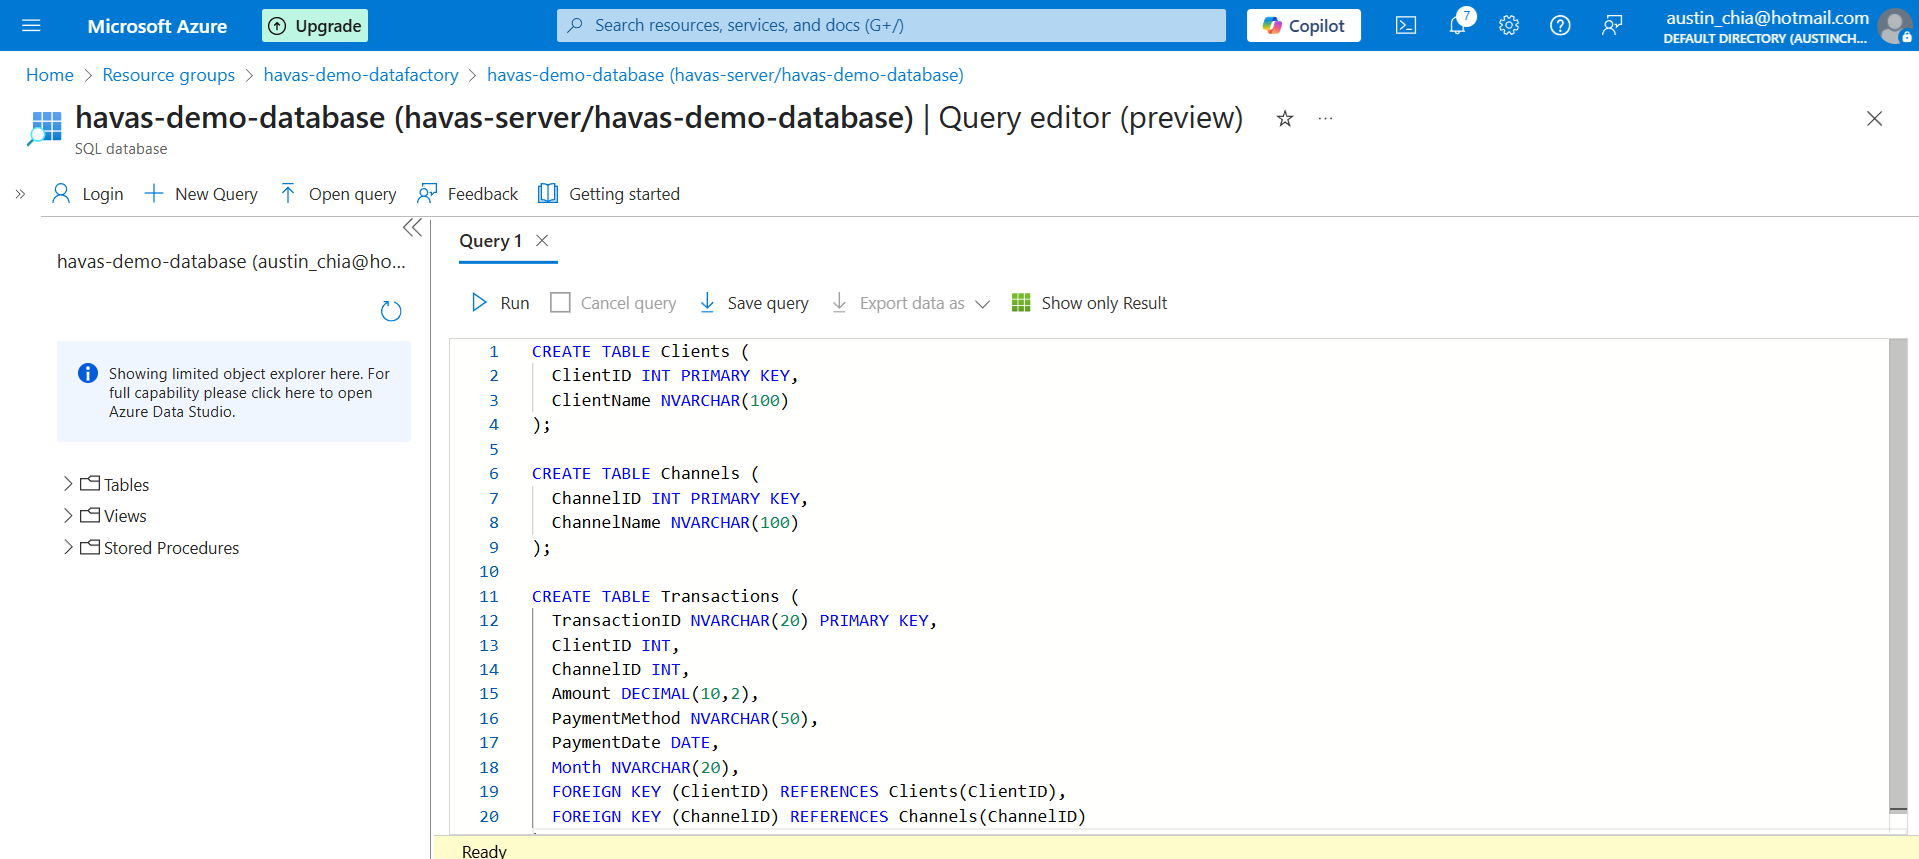 Microsoft Azure
Upgrade
Search resources, services, and docs (G+/)
Copilot
7
austin_chia@hotmail.com
DEFAULT DIRECTORY (AUSTINCH...
Home > Resource groups > havas-demo-datafactory > havas-demo-database (havas-server/havas-demo-database)
havas-demo-database (havas-server/havas-demo-database) | Query editor (preview)
SQL database
Login
New Query
Open query
Feedback
Getting started
havas-demo-database (austin_chia@ho...
Showing limited object explorer here. For
full capability please click here to open
Azure Data Studio.
Tables
Views
Stored Procedures
Query 1
Run
Cancel query
Save query
Export data as
Show only Result
1 CREATE TABLE Clients (
2 ClientID INT PRIMARY KEY,
3 ClientName NVARCHAR(100)
4 );
5
6 CREATE TABLE Channels (
7 ChannelID INT PRIMARY KEY,
8 ChannelName NVARCHAR(100)
9 );
10
11 CREATE TABLE Transactions (
12 TransactionID NVARCHAR(20) PRIMARY KEY,
13 ClientID INT,
14 ChannelID INT,
15 Amount DECIMAL(10,2),
16 PaymentMethod NVARCHAR(50),
17 PaymentDate DATE,
18 Month NVARCHAR(20),
19 FOREIGN KEY (ClientID) REFERENCES Clients(ClientID),
20 FOREIGN KEY (ChannelID) REFERENCES Channels(ChannelID)
Ready